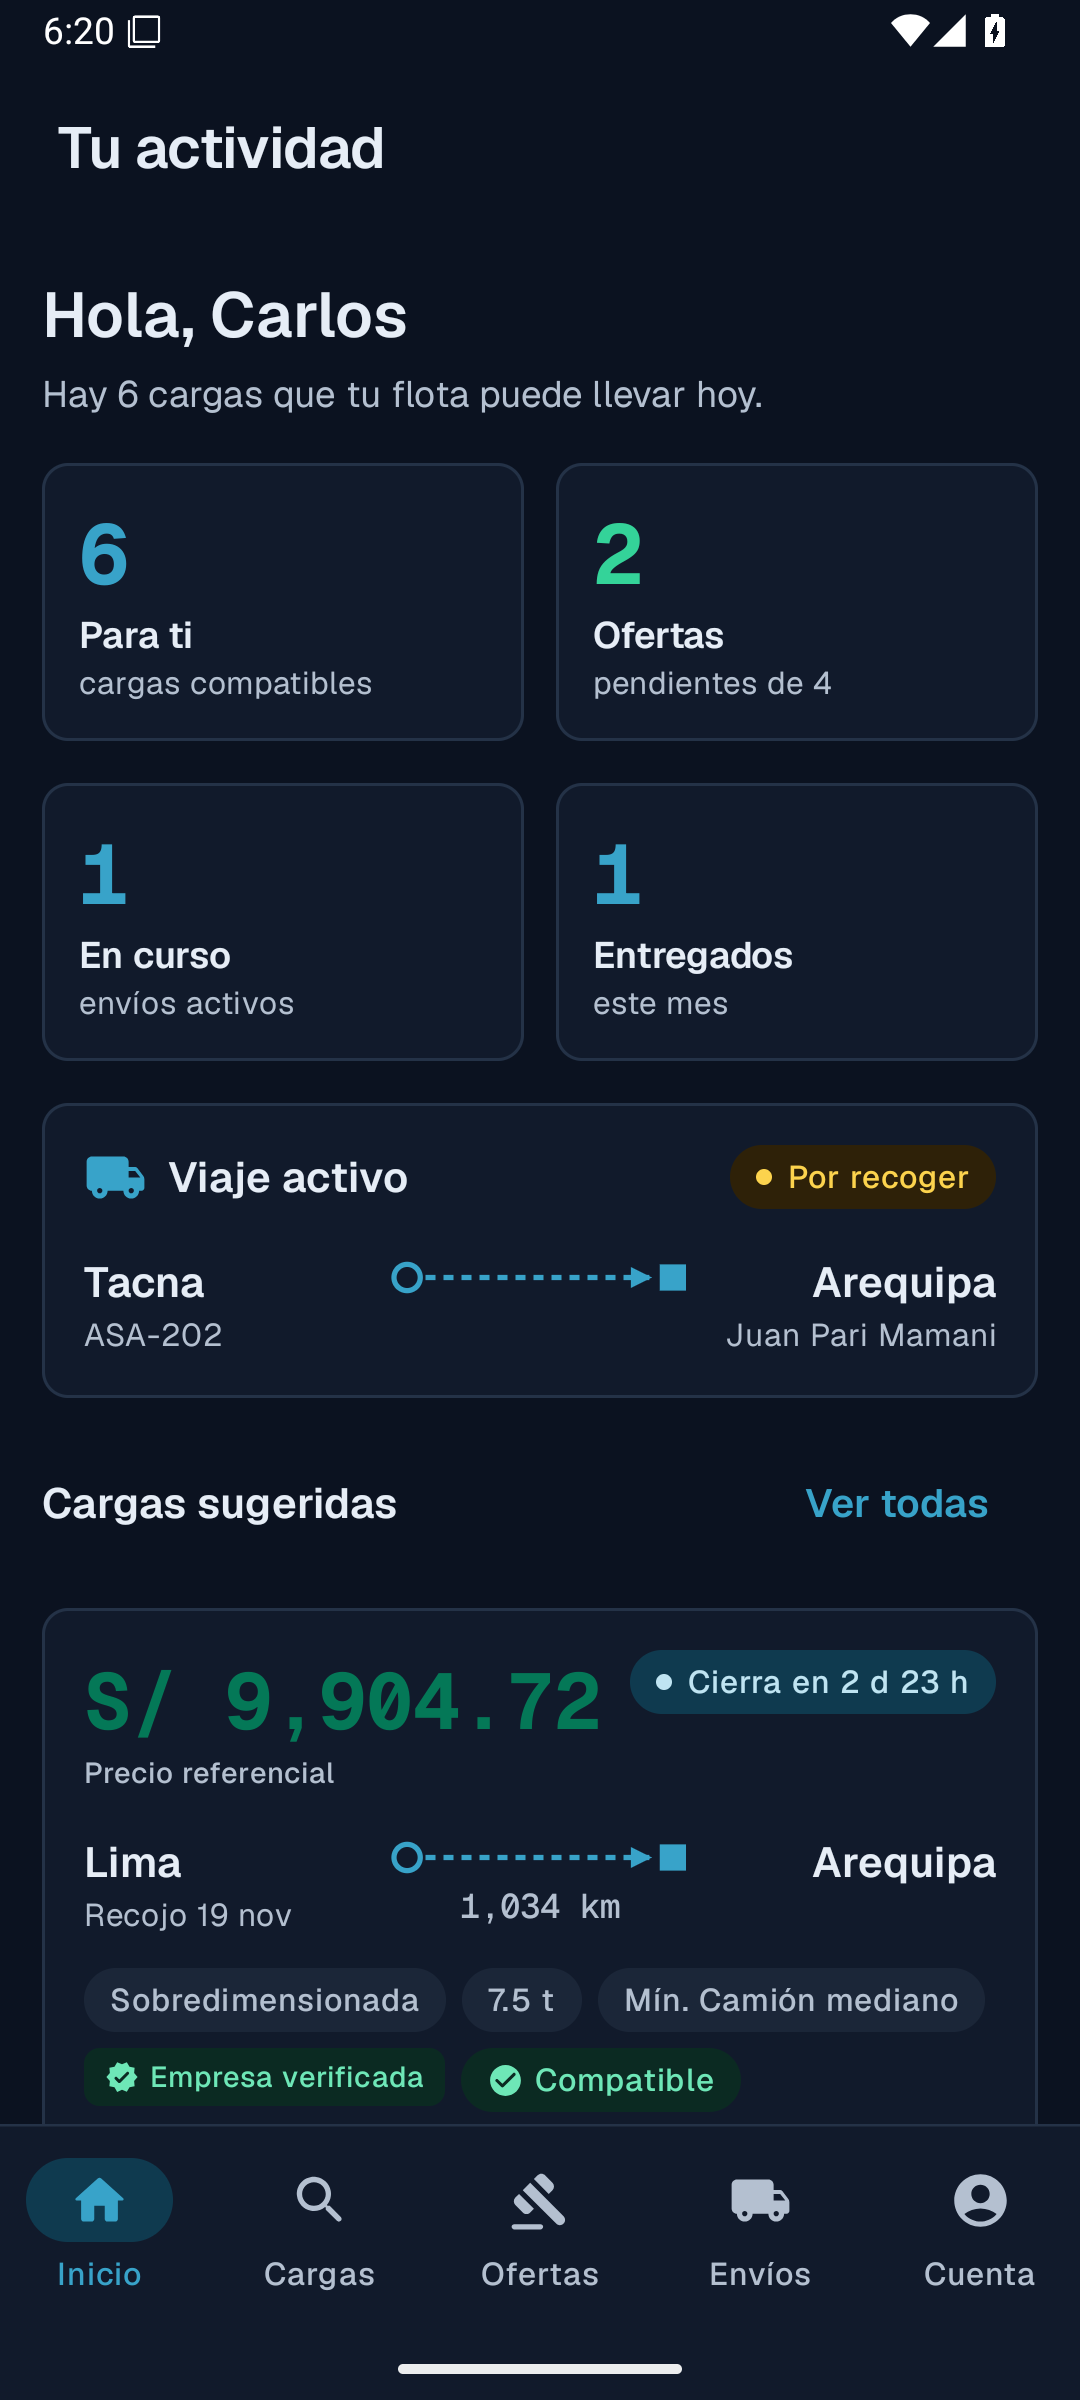 6:20
Tu actividad
Hola, Carlos
Hay 6 cargas que tu flota puede llevar hoy.
6
Para ti
cargas compatibles
2
Ofertas
pendientes de 4
1
En curso
envíos activos
1
Entregados
este mes
Viaje activo
Por recoger
Tacna
ASA-202
Arequipa
Juan Pari Mamani
Cargas sugeridas
Ver todas
S/ 9,904.72
Cierra en 2 d 23 h
Precio referencial
Lima
Recojo 19 nov
1,034 km
Arequipa
Sobredimensionada
7.5 t
Mín. Camión mediano
Empresa verificada
Compatible
Inicio
Cargas
Ofertas
Envíos
Cuenta